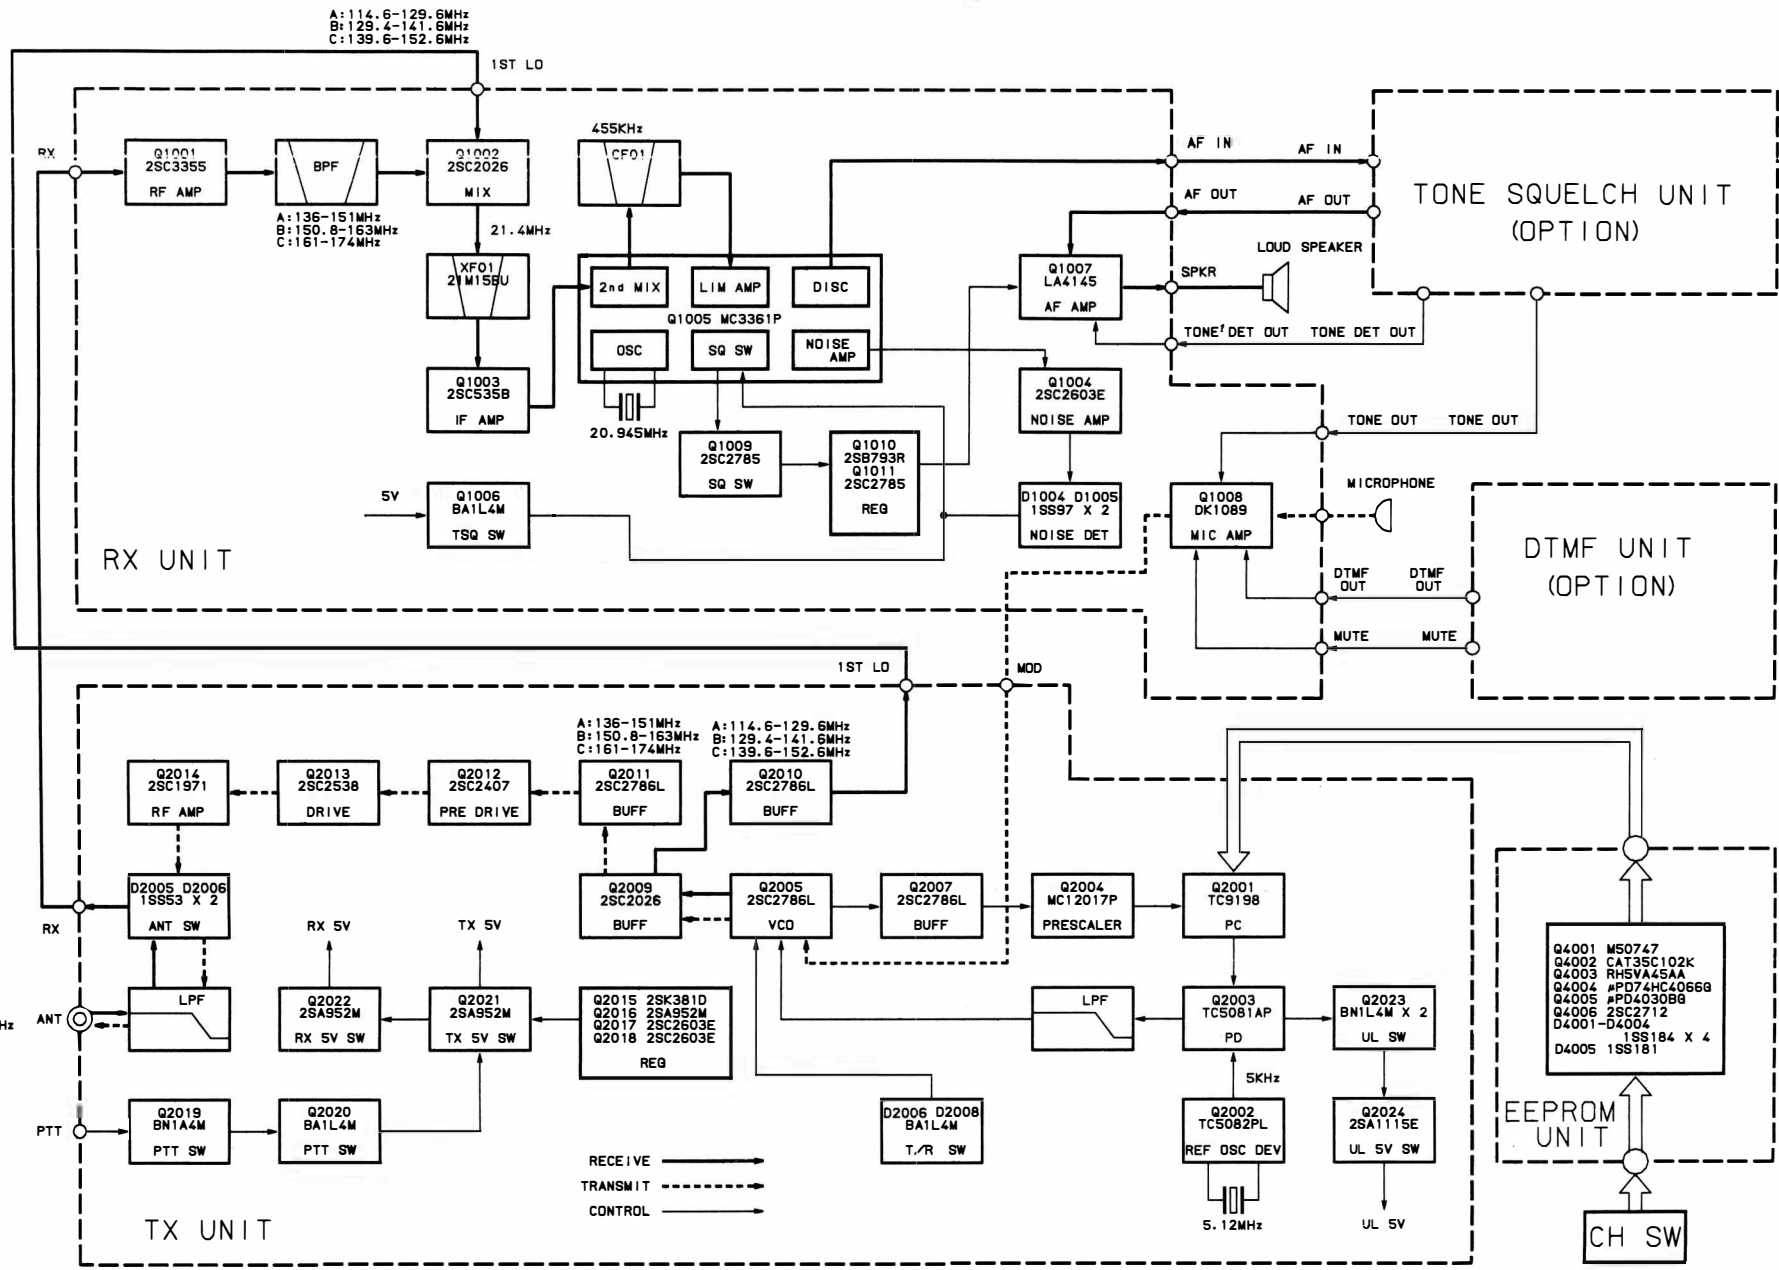 A:114.6-129.6MHz
B:129.4-141.6MHz
C:139.6-152.6MHz
1ST LO
RX
Q1001
2SC3355
RF AMP
BPF
A:136-151MHz
B:150.8-163MHz
C:161-174MHz
Q1002
2SC2026
MIX
21.4MHz
XF01
21M15BU
Q1003
2SC535B
IF AMP
455KHz
CF01
2nd MIX
LIM AMP
DISC
Q1005 MC3361P
OSC
SQ SW
NOISE
AMP
20.945MHz
Q1009
2SC2785
SQ SW
Q1010
2SB793R
Q1011
2SC2785
REG
5V
Q1006
BA1L4M
TSQ SW
RX UNIT
Q1007
LA4145
AF AMP
Q1004
2SC2603E
NOISE AMP
D1004 D1005
1SS97 X 2
NOISE DET
AF IN
AF IN
AF OUT
AF OUT
SPKR
LOUD SPEAKER
TONE DET OUT
TONE DET OUT
TONE SQUELCH UNIT
(OPTION)
TONE OUT
TONE OUT
Q1008
DK1089
MIC AMP
MICROPHONE
DTMF
OUT
DTMF
OUT
MUTE
MUTE
DTMF UNIT
(OPTION)
1ST LO
MOD
A:136-151MHz
B:150.8-163MHz
C:161-174MHz
A:114.6-129.6MHz
B:129.4-141.6MHz
C:139.6-152.6MHz
Q2014
2SC1971
RF AMP
Q2013
2SC2538
DRIVE
Q2012
2SC2407
PRE DRIVE
Q2011
2SC2786L
BUFF
Q2010
2SC2786L
BUFF
RX
D2005 D2006
1SS53 X 2
ANT SW
Q2009
2SC2026
BUFF
Q2005
2SC2786L
VCO
Q2007
2SC2786L
BUFF
Q2004
MC12017P
PRESCALER
Q2001
TC9198
PC
RX 5V
TX 5V
Hz
ANT
LPF
Q2022
2SA952M
RX 5V SW
Q2021
2SA952M
TX 5V SW
Q2015 2SK381D
Q2016 2SA952M
Q2017 2SC2603E
Q2018 2SC2603E
REG
LPF
Q2003
TC5081AP
PD
Q2023
BN1L4M X 2
UL SW
5KHz
PTT
Q2019
BN1A4M
PTT SW
Q2020
BA1L4M
PTT SW
D2006 D2008
BA1L4M
T/R SW
Q2002
TC5082PL
REF OSC DEV
Q2024
2SA1115E
UL 5V SW
5.12MHz
UL 5V
RECEIVE
TRANSMIT
CONTROL
TX UNIT
Q4001 M50747
Q4002 CAT35C102K
Q4003 RH5VA45AA
Q4004 μPD74HC4066G
Q4005 μPD4030BG
Q4006 2SC2712
D4001-D4004
1SS184 X 4
D4005 1SS181
EEPROM
UNIT
CH SW